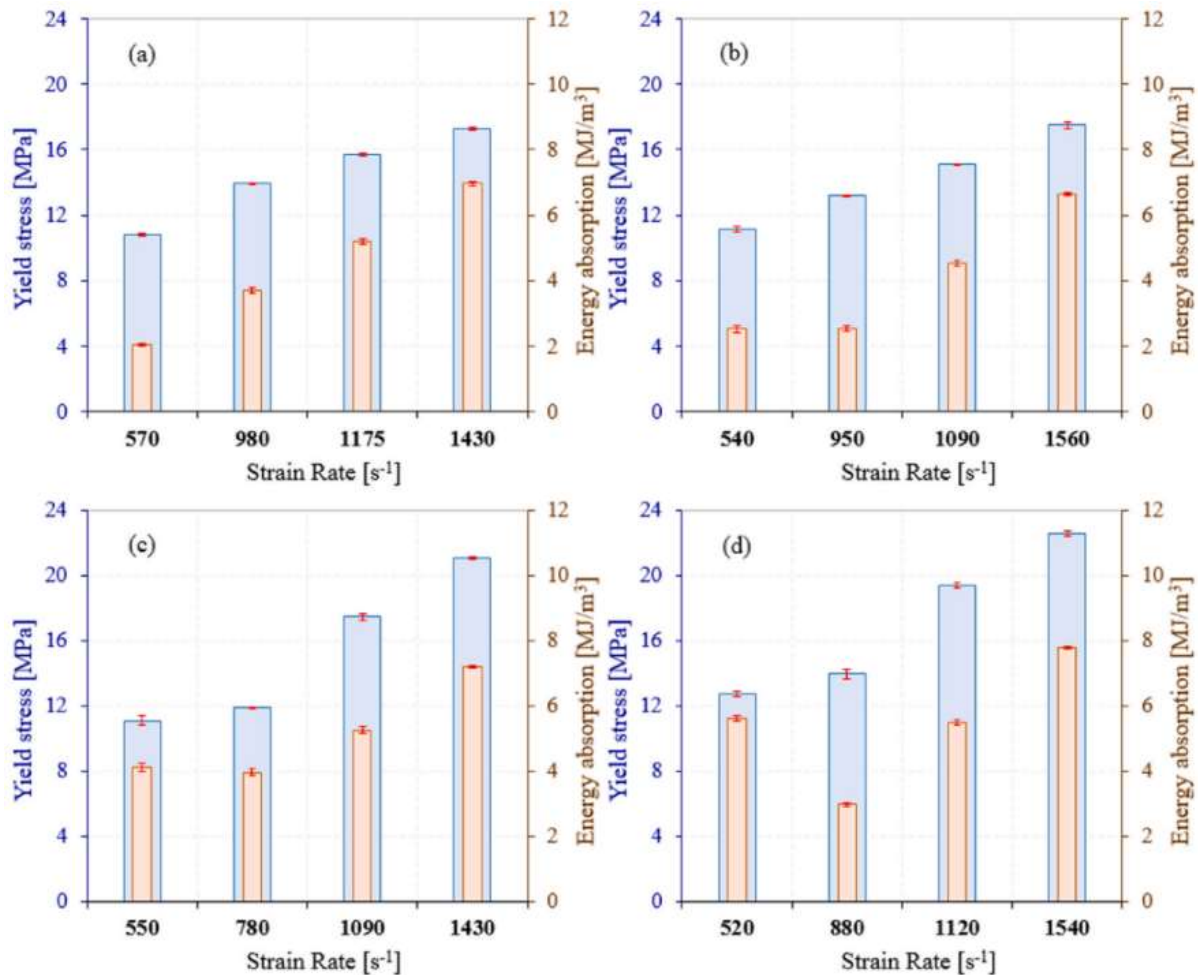 (a)
Yield stress [MPa]
24
20
16
12
8
4
0
Energy absorption [MJ/m³]
12
10
8
6
4
2
0
570 980 1175 1430
Strain Rate [s⁻¹]
(b)
Yield stress [MPa]
24
20
16
12
8
4
0
Energy absorption [MJ/m³]
12
10
8
6
4
2
0
540 950 1090 1560
Strain Rate [s⁻¹]
(c)
Yield stress [MPa]
24
20
16
12
8
4
0
Energy absorption [MJ/m³]
12
10
8
6
4
2
0
550 780 1090 1430
Strain Rate [s⁻¹]
(d)
Yield stress [MPa]
24
20
16
12
8
4
0
Energy absorption [MJ/m³]
12
10
8
6
4
2
0
520 880 1120 1540
Strain Rate [s⁻¹]